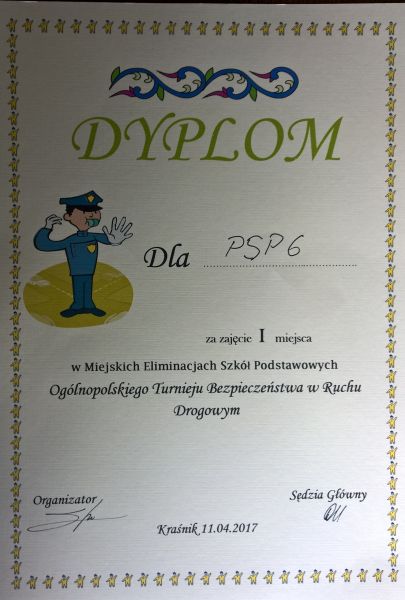 DYPLOM
Dla PSP6
za zajęcie I miejsca
w Miejskich Eliminacjach Szkół Podstawowych
Ogólnopolskiego Turnieju Bezpieczeństwa w Ruchu
Drogowym
Organizator
Sędzia Główny
Kraśnik 11.04.2017